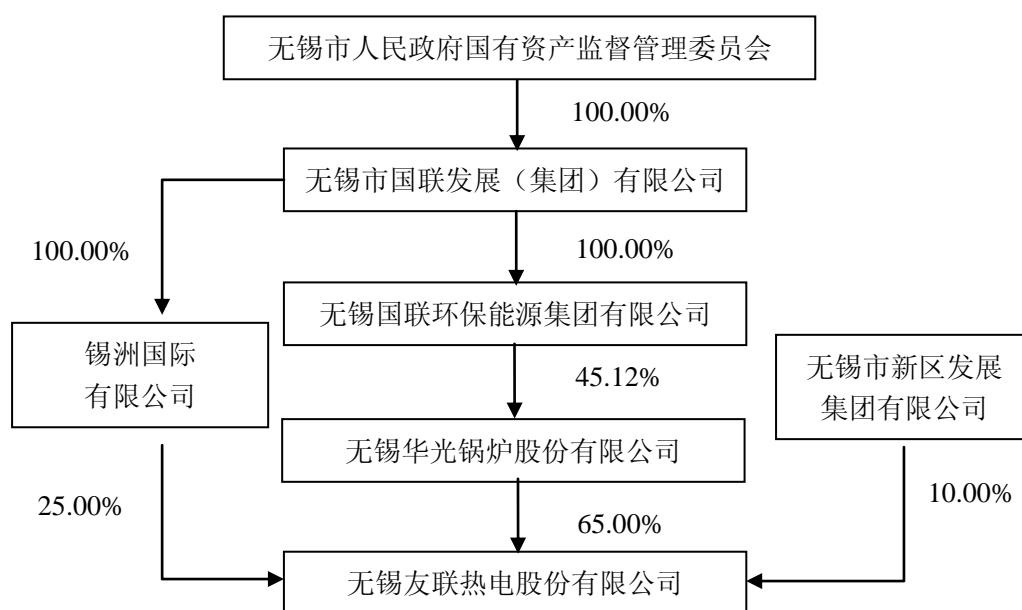 无锡市人民政府国有资产监督管理委员会
100.00%
无锡市国联发展（集团）有限公司
100.00%
100.00%
无锡国联环保能源集团有限公司
锡洲国际
有限公司
45.12%
无锡市新区发展
集团有限公司
无锡华光锅炉股份有限公司
25.00%
65.00%
10.00%
无锡友联热电股份有限公司